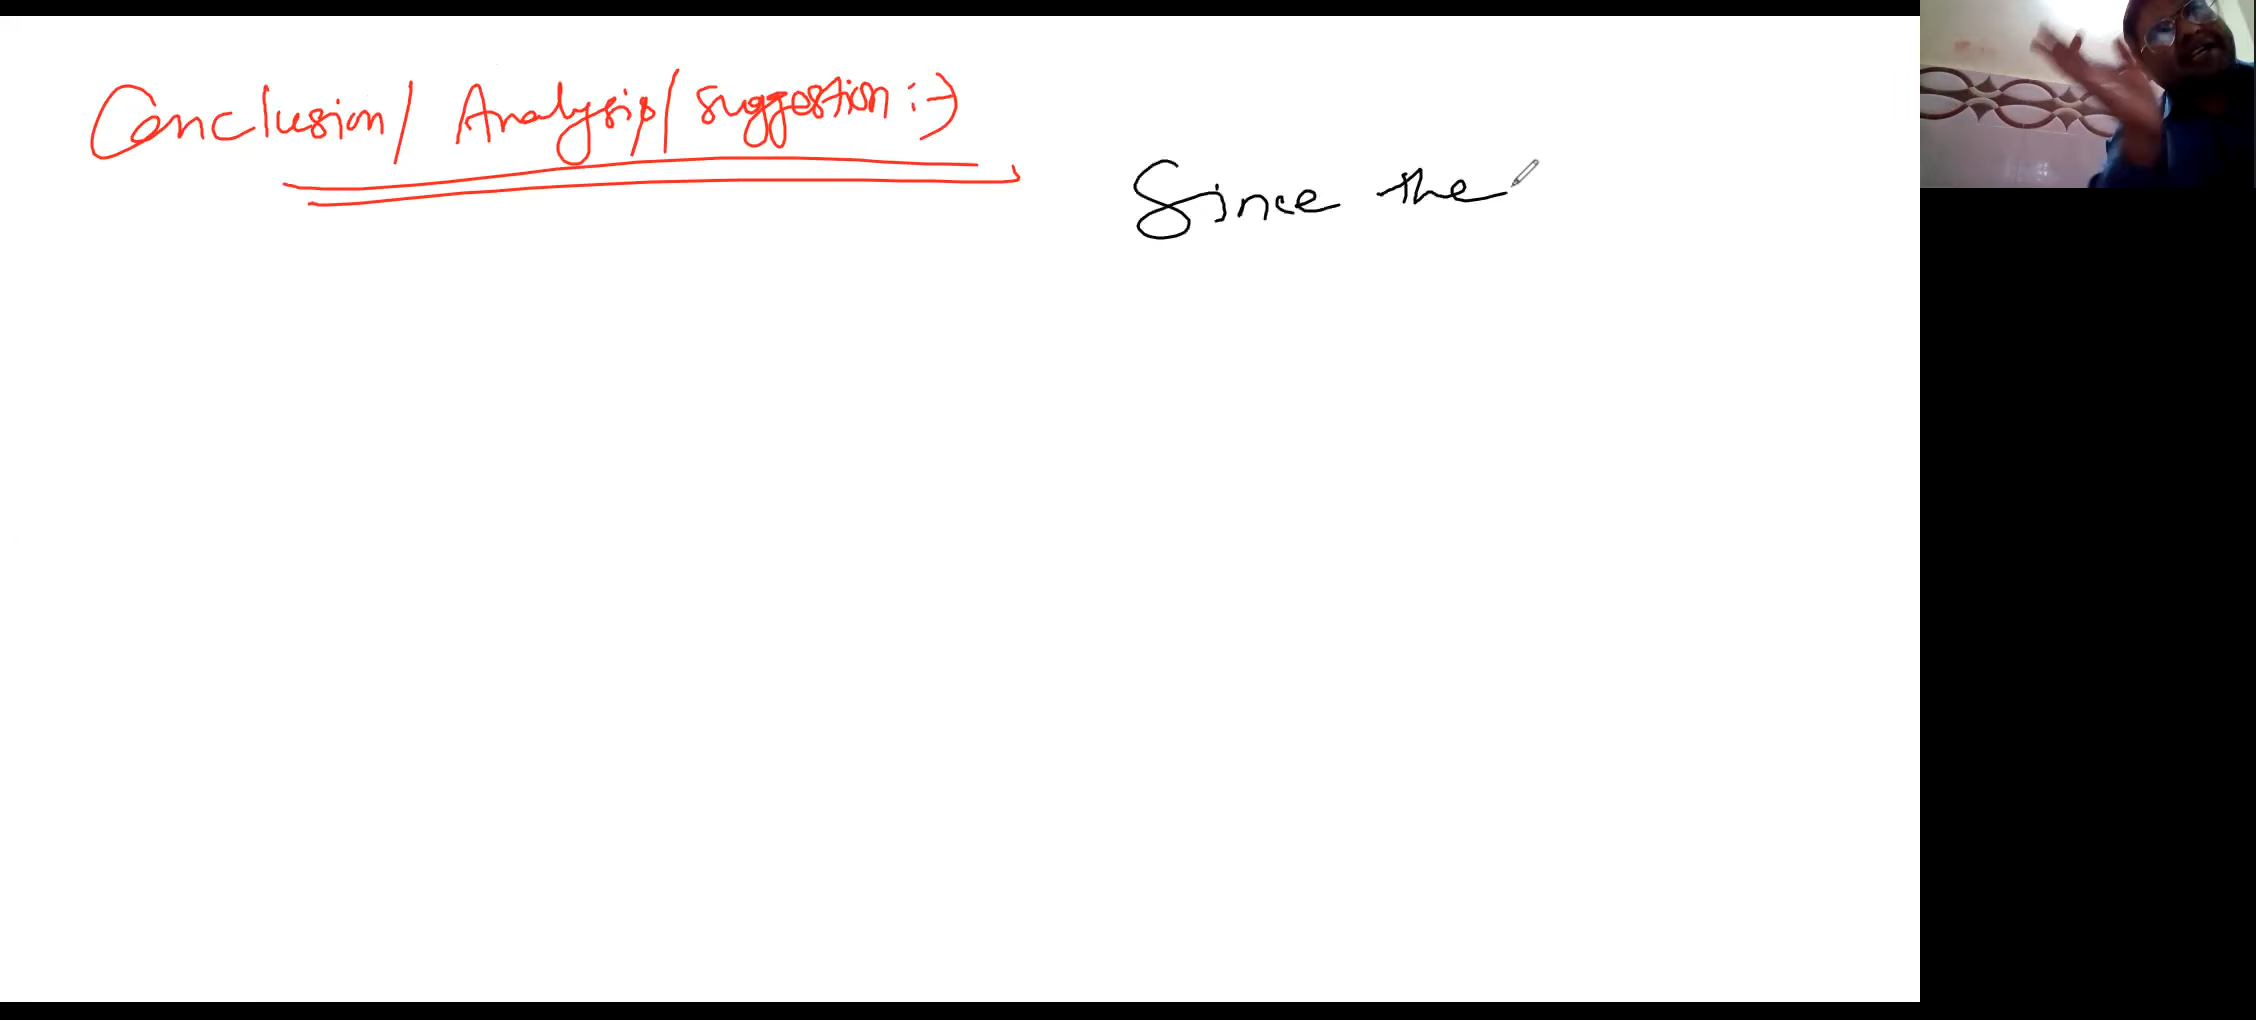 Conclusion/ Analysis/ suggestion :-)
Since the